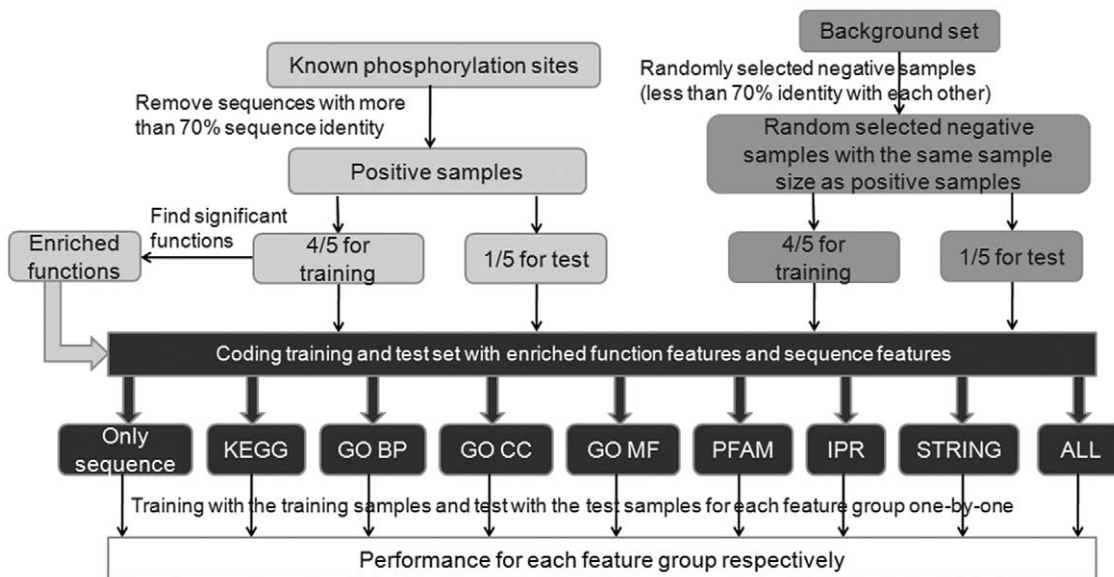 Background set
Known phosphorylation sites
Randomly selected negative samples
(less than 70% identity with each other)
Remove sequences with more
than 70% sequence identity
Random selected negative
samples with the same sample
size as positive samples
Positive samples
Find significant
functions
Enriched
functions
4/5 for
training
1/5 for test
4/5 for
training
1/5 for test
Coding training and test set with enriched function features and sequence features
Only
sequence
KEGG
GO BP
GO CC
GO MF
PFAM
IPR
STRING
ALL
Training with the training samples and test with the test samples for each feature group one-by-one
Performance for each feature group respectively